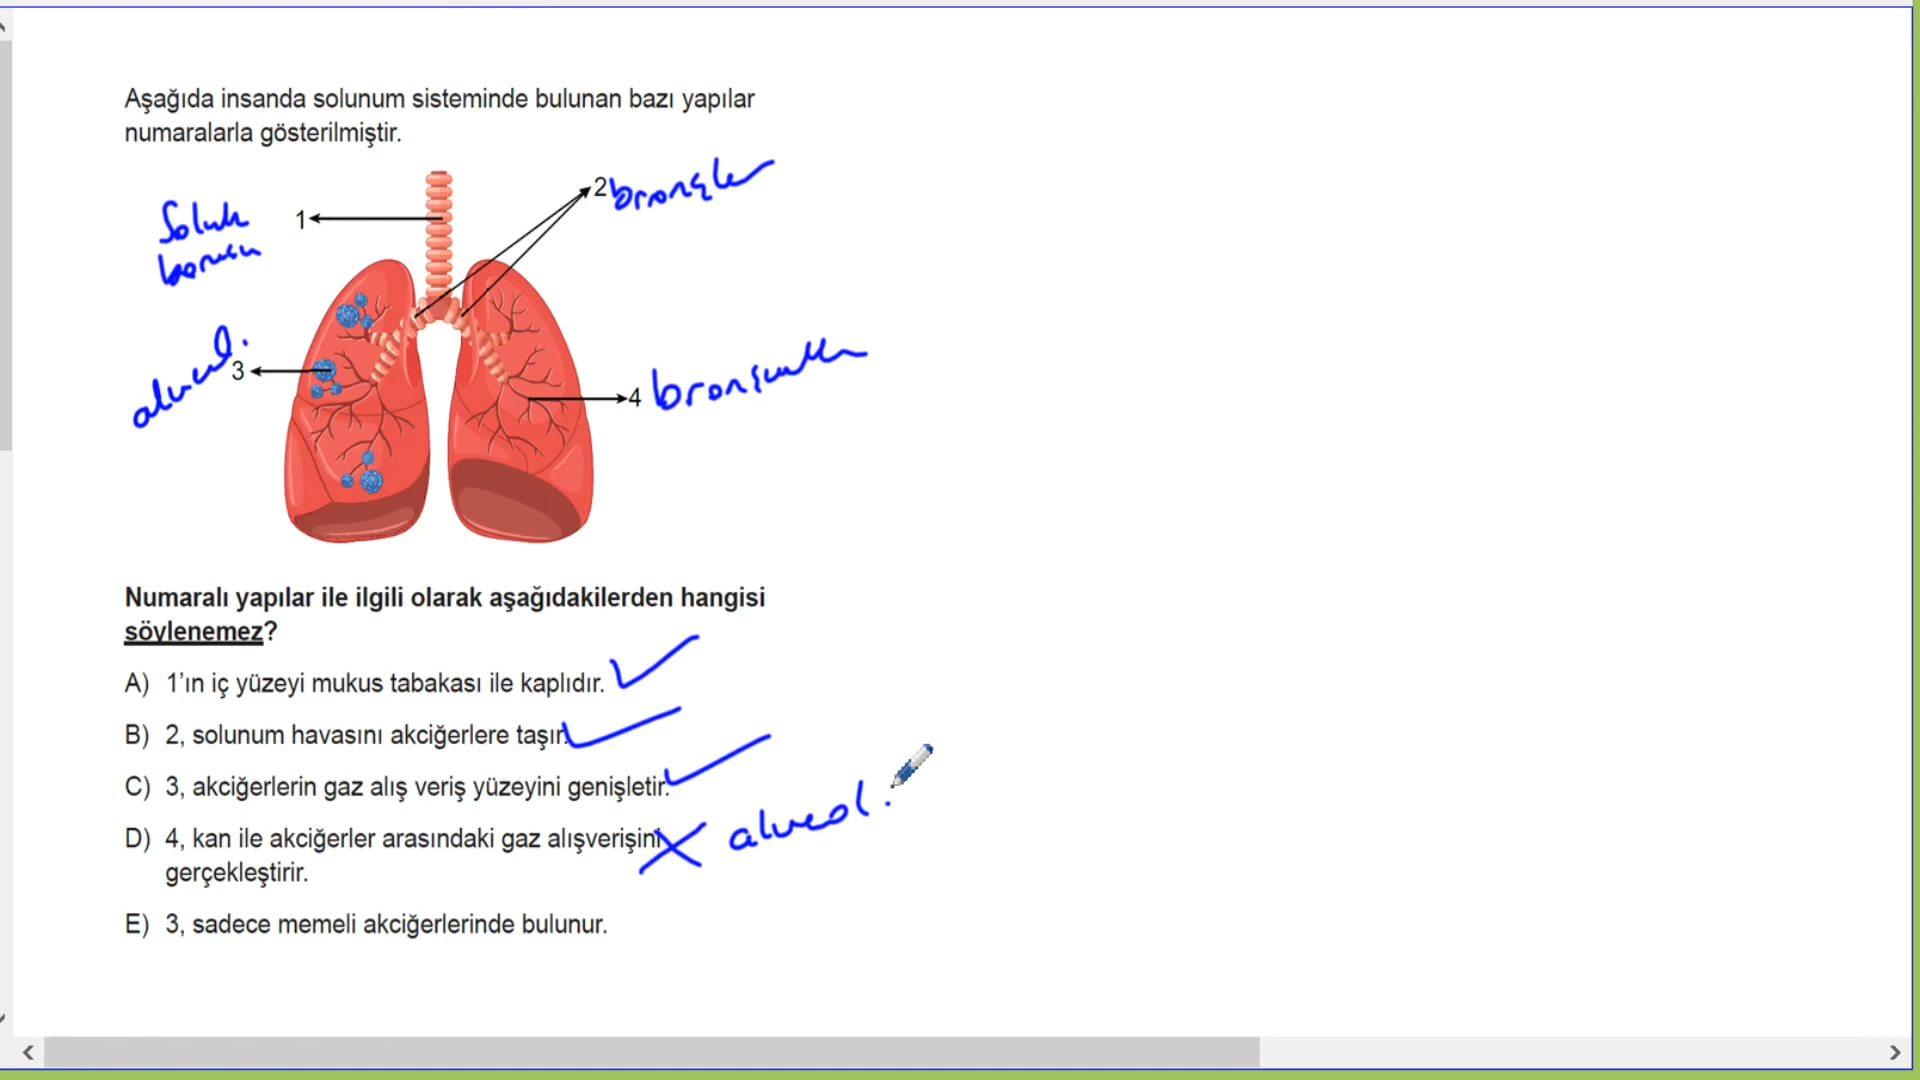 Aşağıda insanda solunum sisteminde bulunan bazı yapılar
numaralarla gösterilmiştir.
Soluk
borusu
1
2 bronşlar
alveol.
3
4 bronşcuklar
Numaralı yapılar ile ilgili olarak aşağıdakilerden hangisi
söylenemez?
A) 1’ın iç yüzeyi mukus tabakası ile kaplıdır.
B) 2, solunum havasını akciğerlere taşır.
C) 3, akciğerlerin gaz alış veriş yüzeyini genişletir.
D) 4, kan ile akciğerler arasındaki gaz alışverişini
gerçekleştirir.
alveol.
E) 3, sadece memeli akciğerlerinde bulunur.